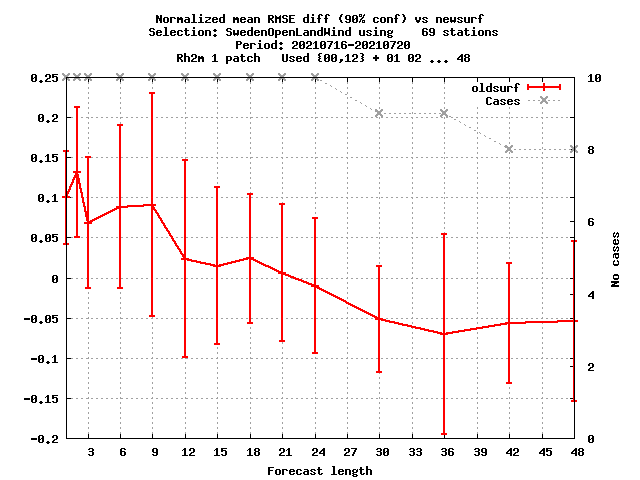 Normalized mean RMSE diff (90% conf) vs newsurf
Selection: SwedenOpenLandWind using    69 stations
Period: 20210716-20210720
Rh2m 1 patch   Used {00,12} + 01 02 ... 48
oldsurf
Cases
0.25
0.2
0.15
0.1
0.05
0
-0.05
-0.1
-0.15
-0.2
10
8
6
4
2
0
No cases
3 6 9 12 15 18 21 24 27 30 33 36 39 42 45 48
Forecast length